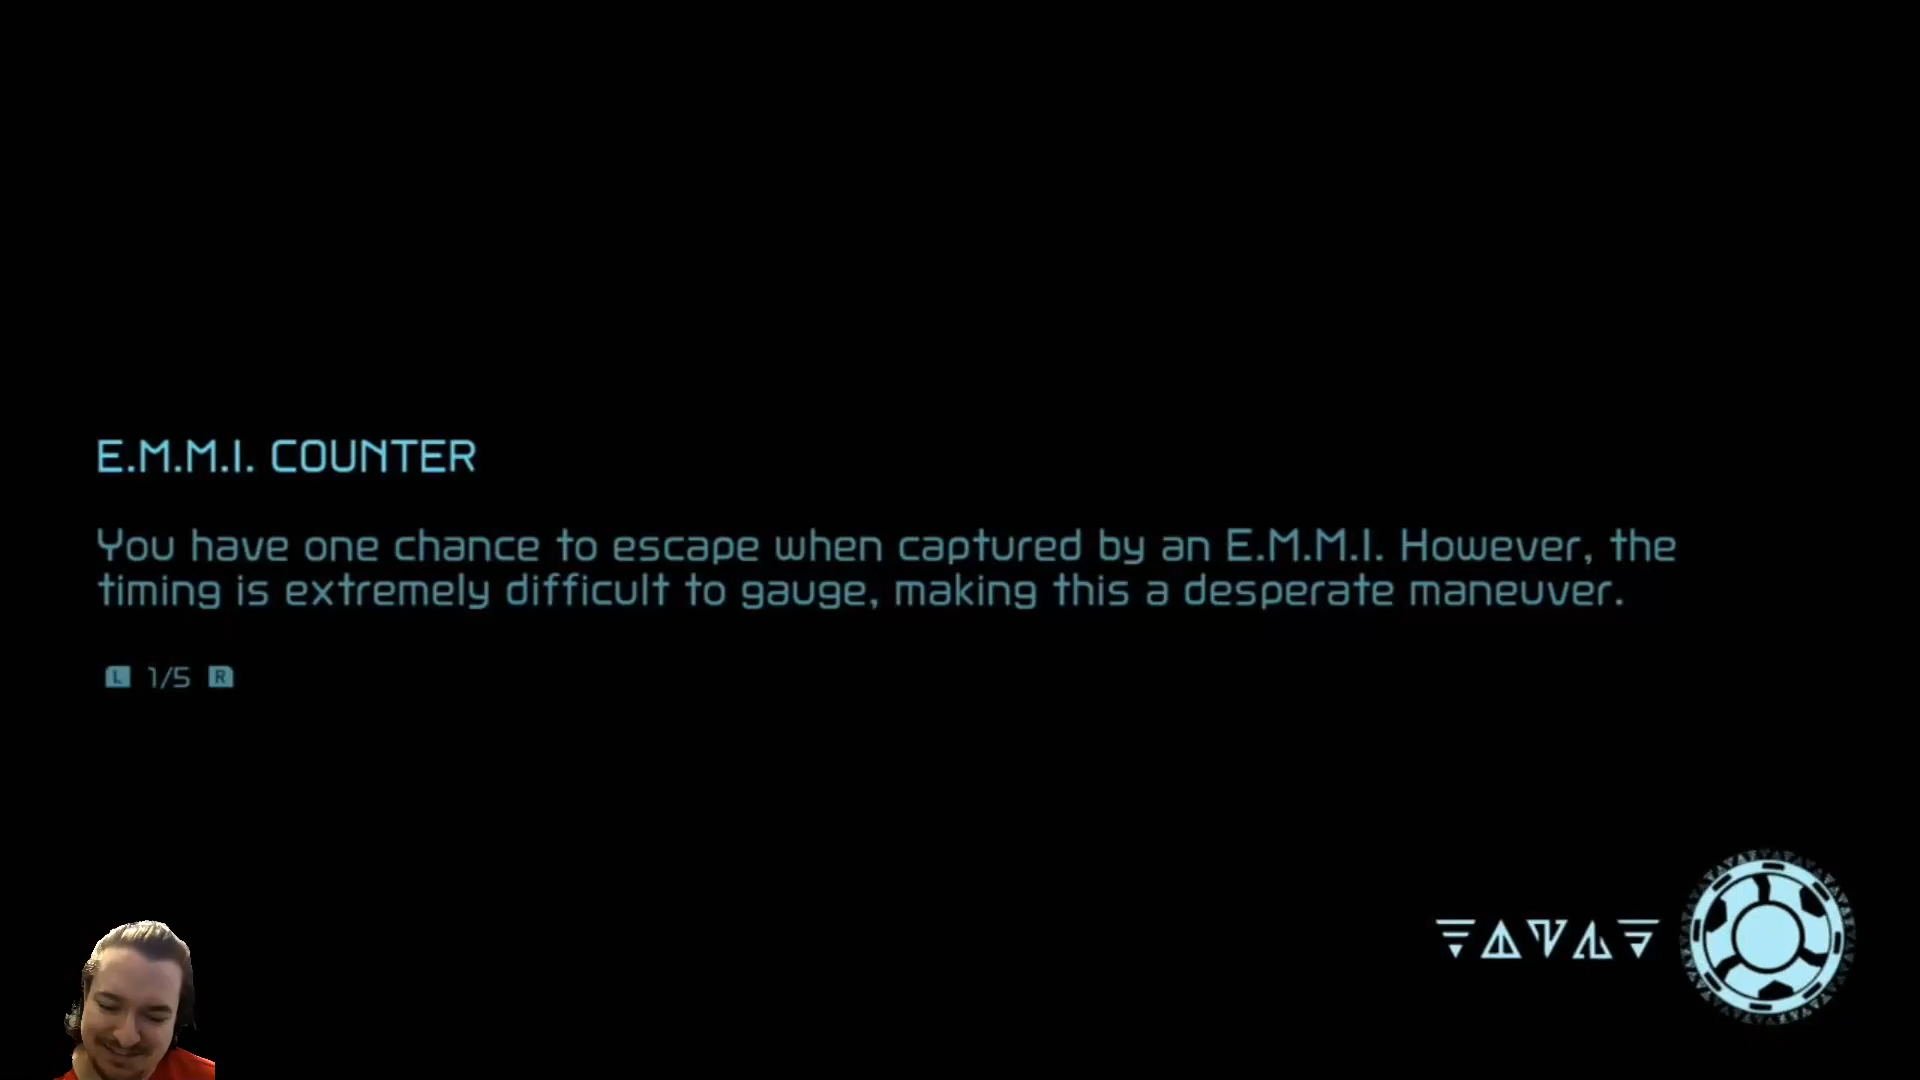 E.M.M.I. COUNTER
You have one chance to escape when captured by an E.M.M.I. However, the
timing is extremely difficult to gauge, making this a desperate maneuver.
L 1/5 R